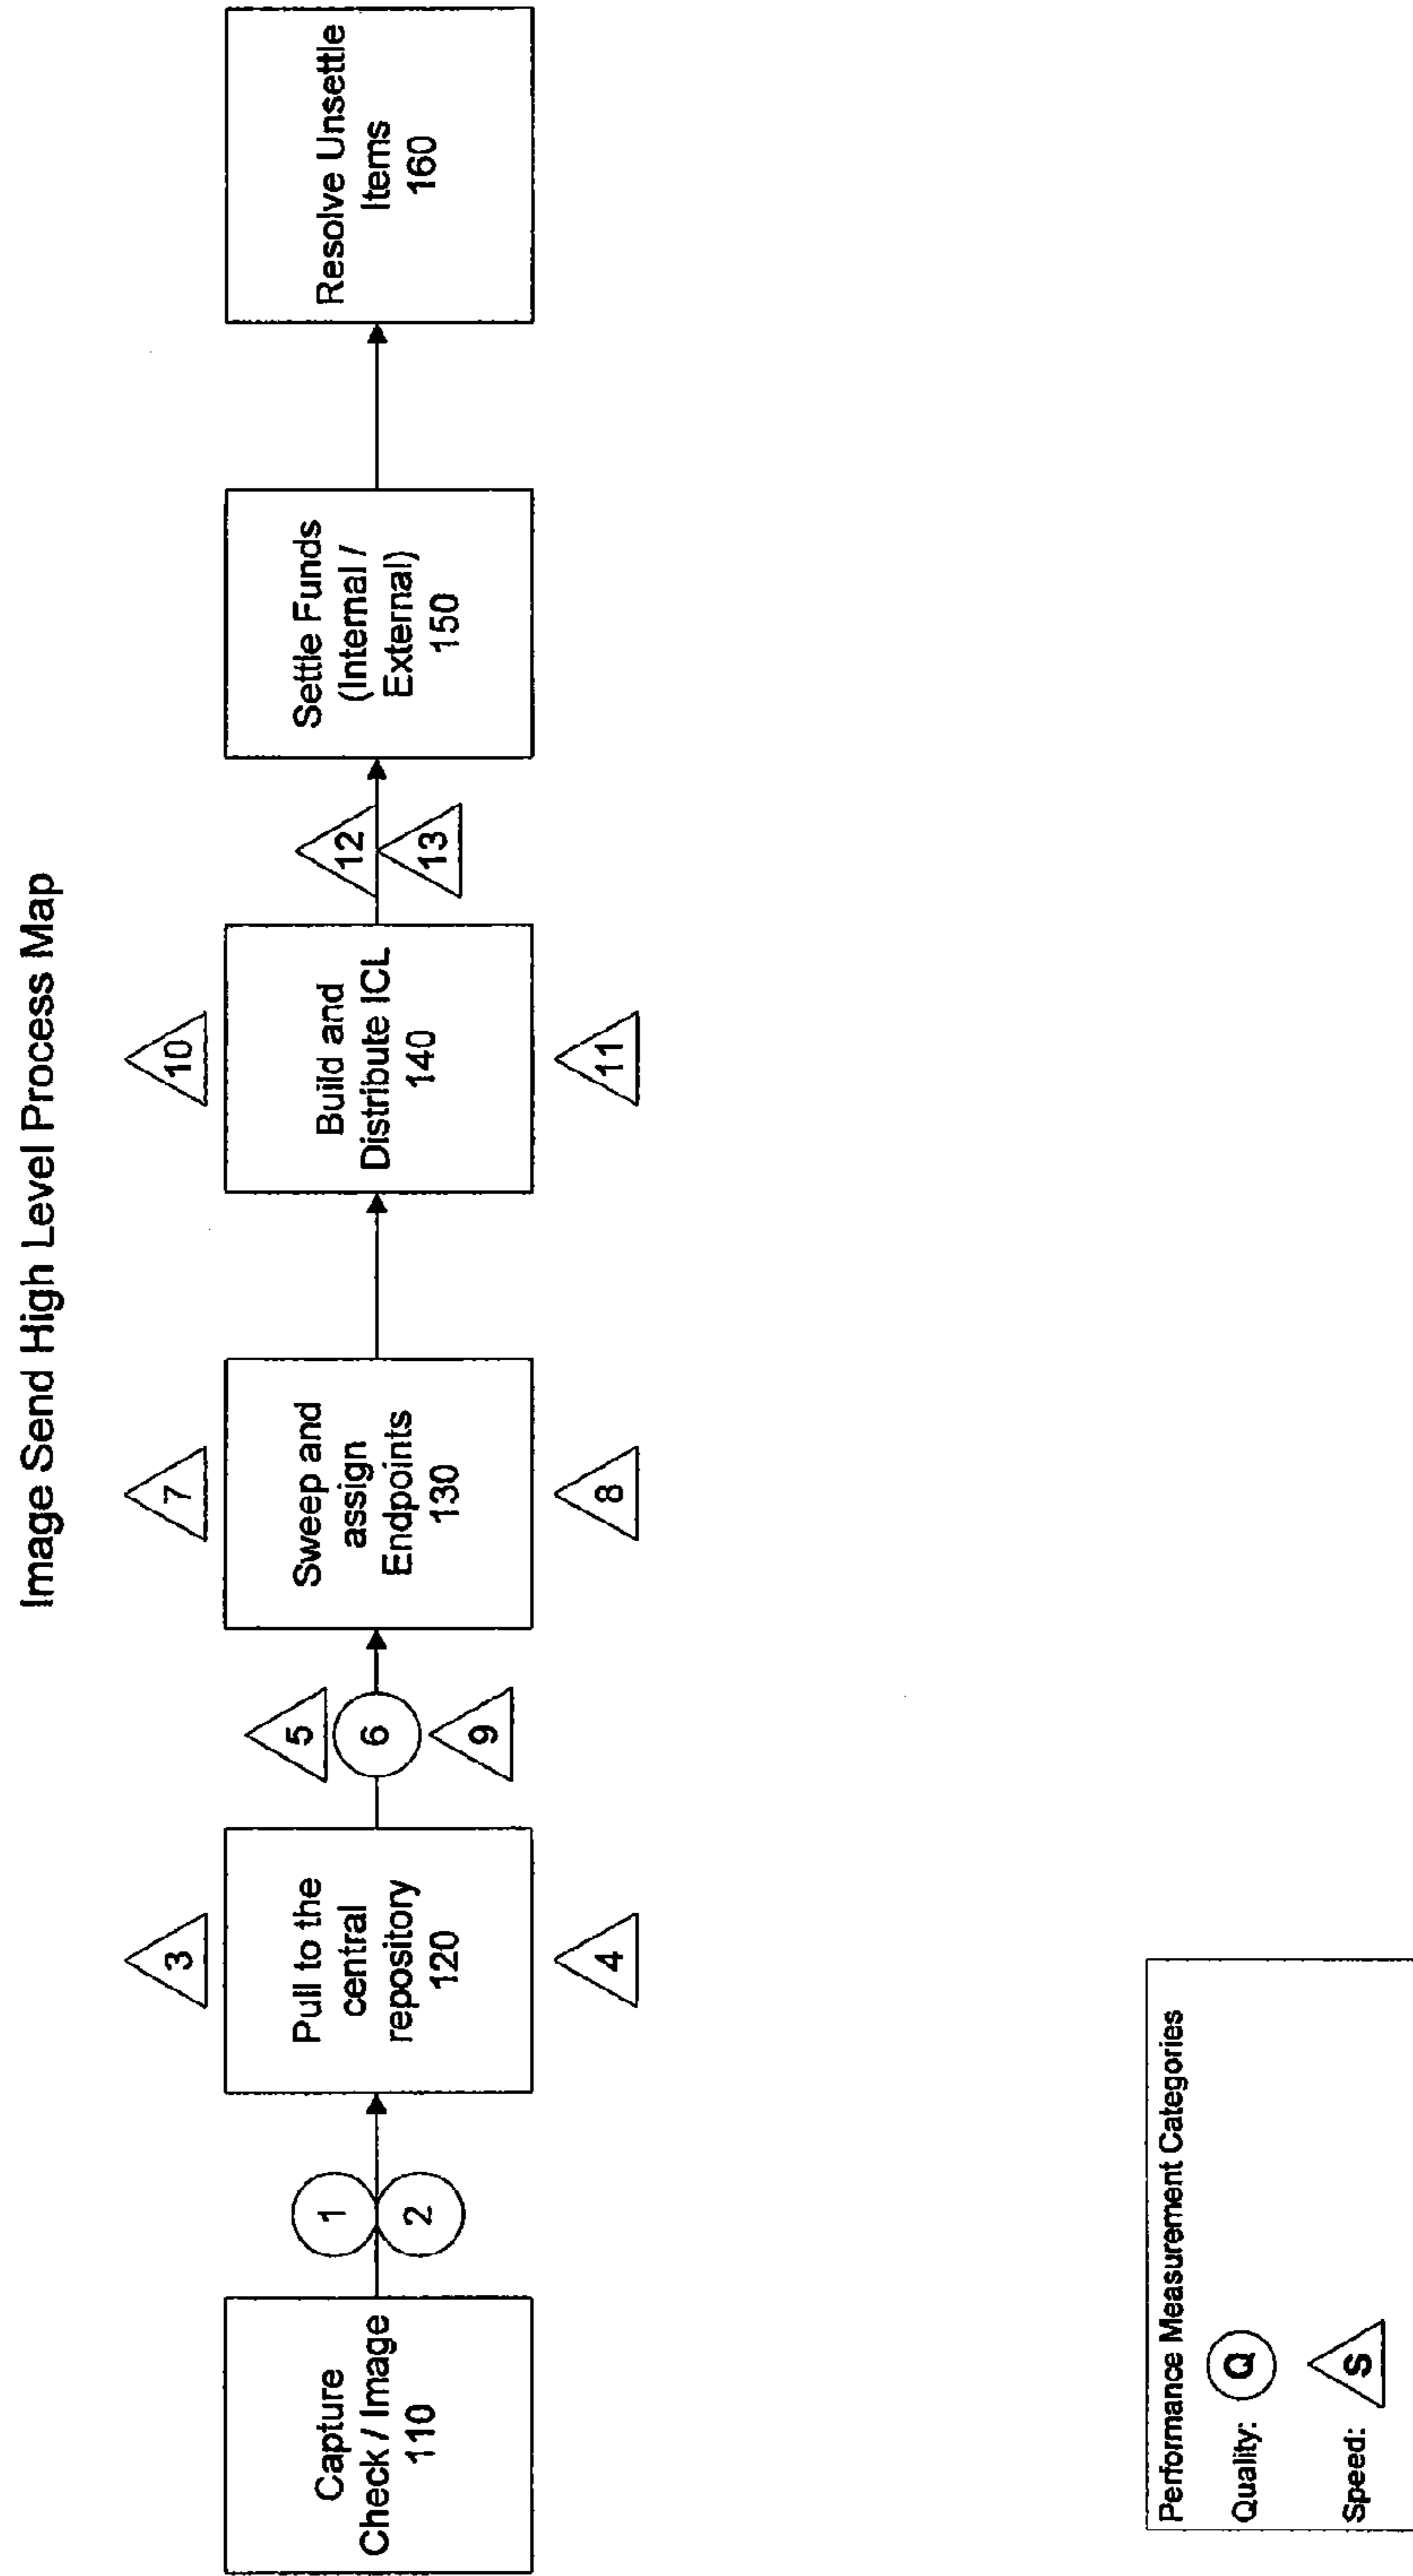 Image Send High Level Process Map
Capture
Check / Image
110
1
2
3
Pull to the
central
repository
120
4
5
6
9
7
Sweep and
assign
Endpoints
130
8
10
Build and
Distribute ICL
140
11
12
13
Settle Funds
(Internal /
External)
150
Resolve Unsettle
Items
160
Performance Measurement Categories
Quality: Q
Speed: S